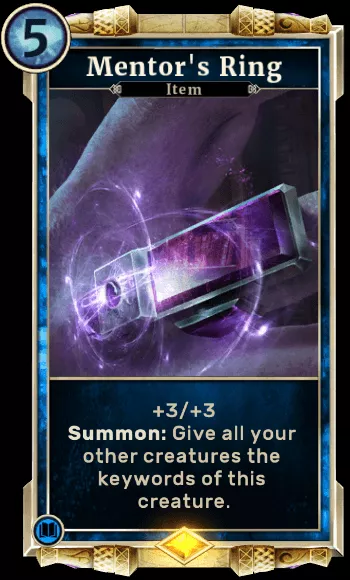 5
Mentor's Ring
Item
+3/+3
Summon: Give all your
other creatures the
keywords of this
creature.